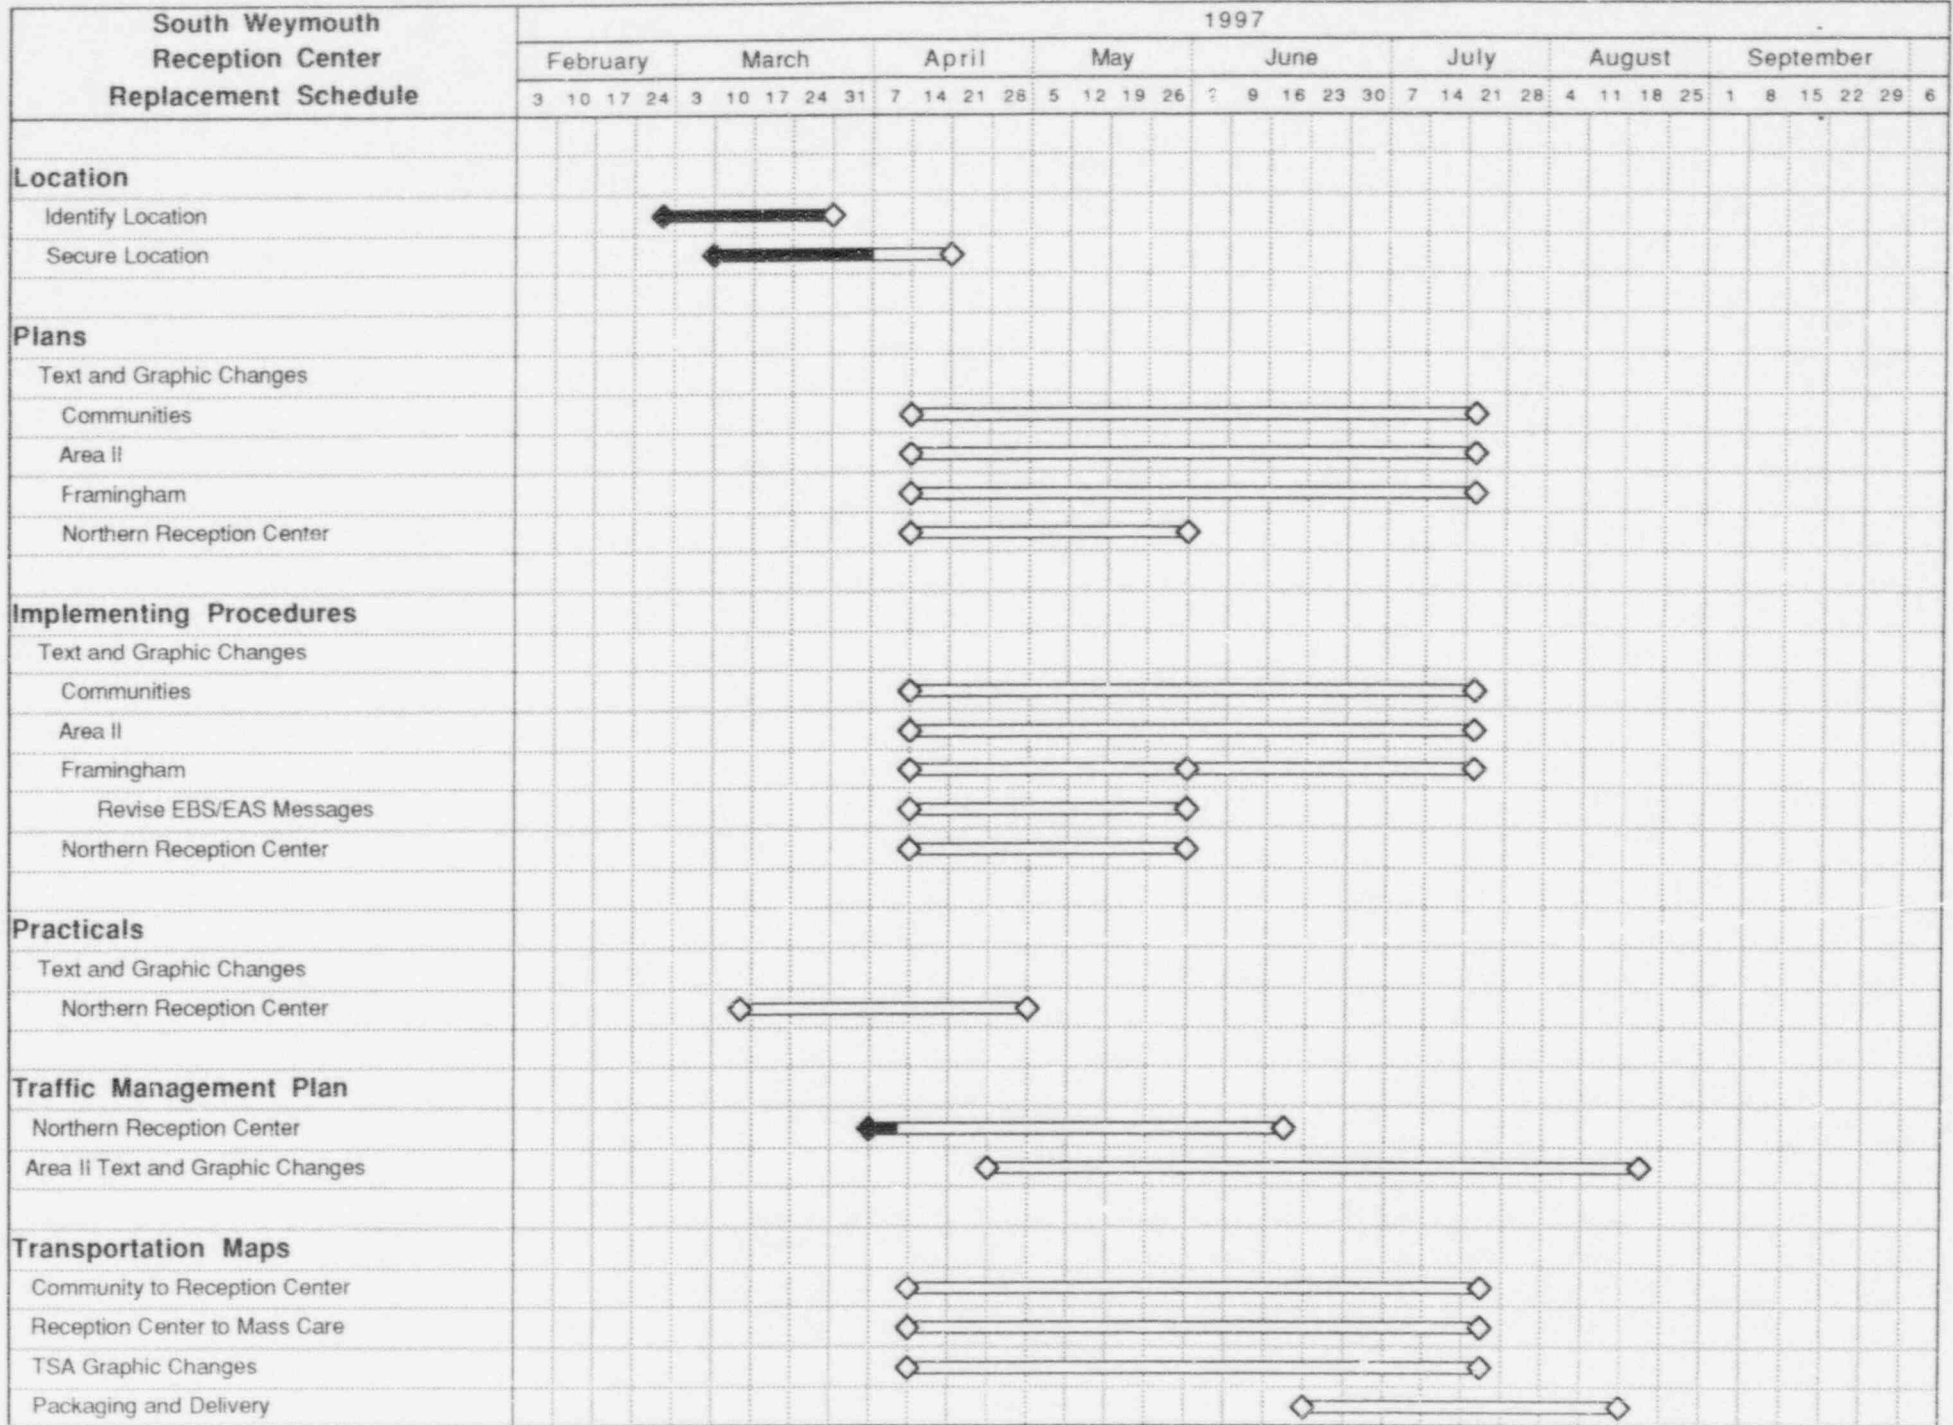 South Weymouth
Reception Center
Replacement Schedule
1997
February March April May June July August September
3 10 17 24 3 10 17 24 31 7 14 21 28 5 12 19 26 ? 9 16 23 30 7 14 21 28 4 11 18 25 1 8 15 22 29 6
Location
Identify Location
Secure Location
Plans
Text and Graphic Changes
Communities
Area II
Framingham
Northern Reception Center
Implementing Procedures
Text and Graphic Changes
Communities
Area II
Framingham
Revise EBS/EAS Messages
Northern Reception Center
Practicals
Text and Graphic Changes
Northern Reception Center
Traffic Management Plan
Northern Reception Center
Area II Text and Graphic Changes
Transportation Maps
Community to Reception Center
Reception Center to Mass Care
TSA Graphic Changes
Packaging and Delivery